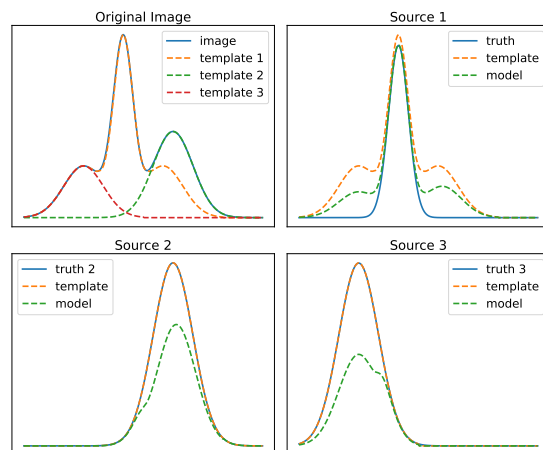 Original Image
image
template 1
template 2
template 3
Source 1
truth
template
model
Source 2
truth 2
template
model
Source 3
truth 3
template
model